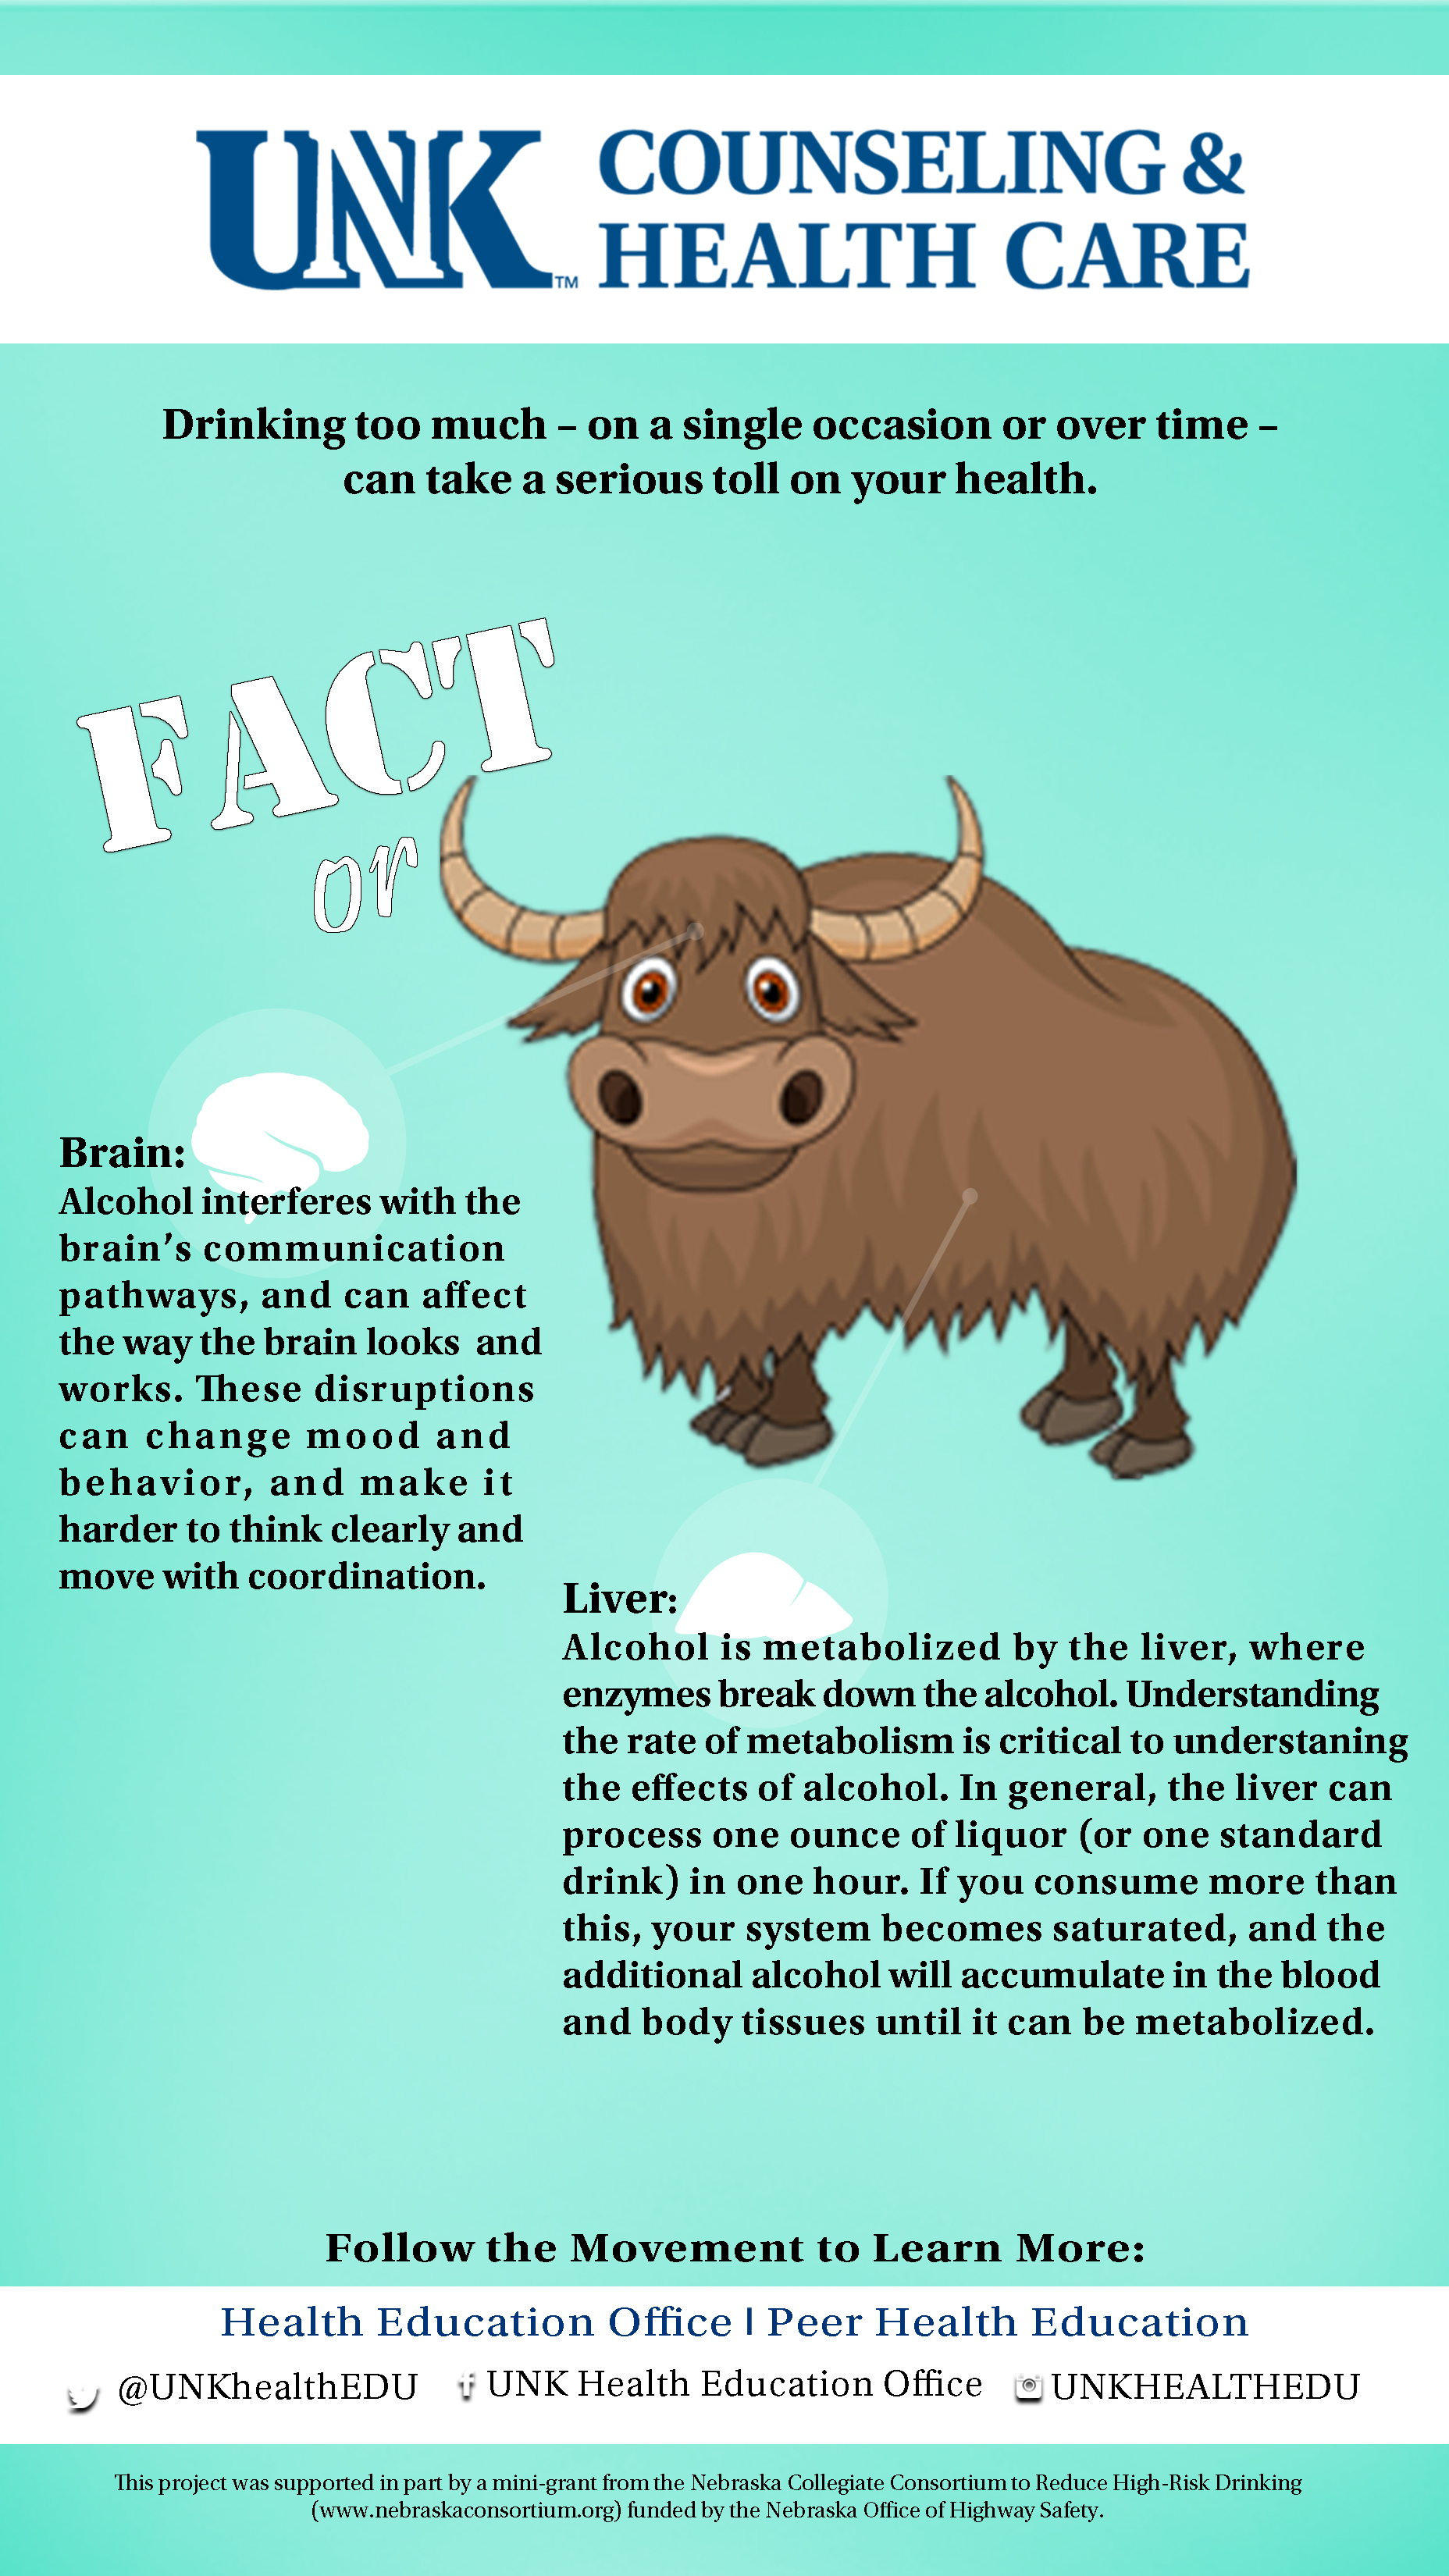 UNK™ COUNSELING &
HEALTH CARE
Drinking too much – on a single occasion or over time –
can take a serious toll on your health.
FACT
or
Brain:
Alcohol interferes with the
brain's communication
pathways, and can affect
the way the brain looks and
works. These disruptions
can change mood and
behavior, and make it
harder to think clearly and
move with coordination.
Liver:
Alcohol is metabolized by the liver, where
enzymes break down the alcohol. Understanding
the rate of metabolism is critical to understaning
the effects of alcohol. In general, the liver can
process one ounce of liquor (or one standard
drink) in one hour. If you consume more than
this, your system becomes saturated, and the
additional alcohol will accumulate in the blood
and body tissues until it can be metabolized.
Follow the Movement to Learn More:
Health Education Office | Peer Health Education
@UNKhealthEDU UNK Health Education Office UNKHEALTHEDU
This project was supported in part by a mini-grant from the Nebraska Collegiate Consortium to Reduce High-Risk Drinking
(www.nebraskaconsortium.org) funded by the Nebraska Office of Highway Safety.